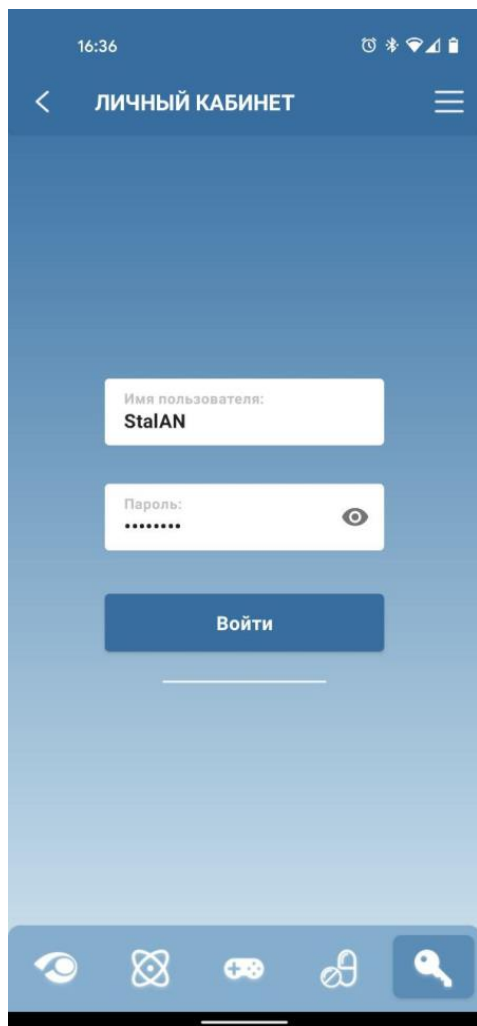 16:36
ЛИЧНЫЙ КАБИНЕТ
Имя пользователя:
StalAN
Пароль:
••••••••
Войти